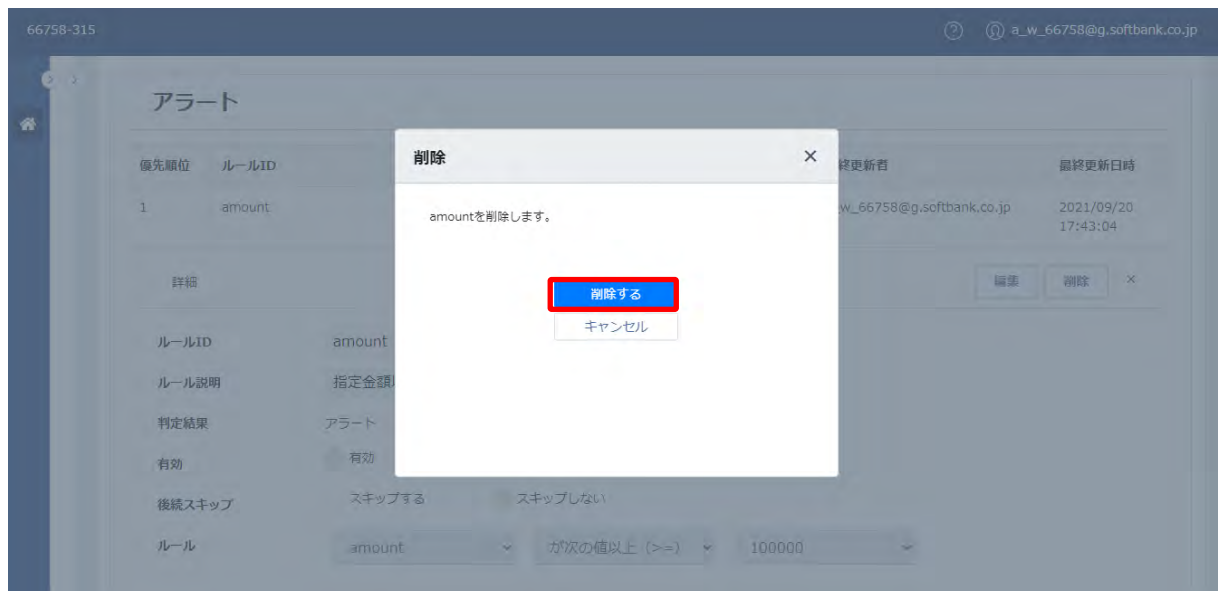 66758-315
? a_w_66758@g.softbank.co.jp
アラート
優先順位 ルールID 終更新者 最終更新日時
1 amount _w_66758@g.softbank.co.jp 2021/09/20
17:43:04
削除 ×
amountを削除します。
削除する
キャンセル
詳細 編集 削除 ×
ルールID amount
ルール説明 指定金額
判定結果 アラート
有効 有効
後続スキップ スキップする スキップしない
ルール amount が次の値以上 (>=) 100000